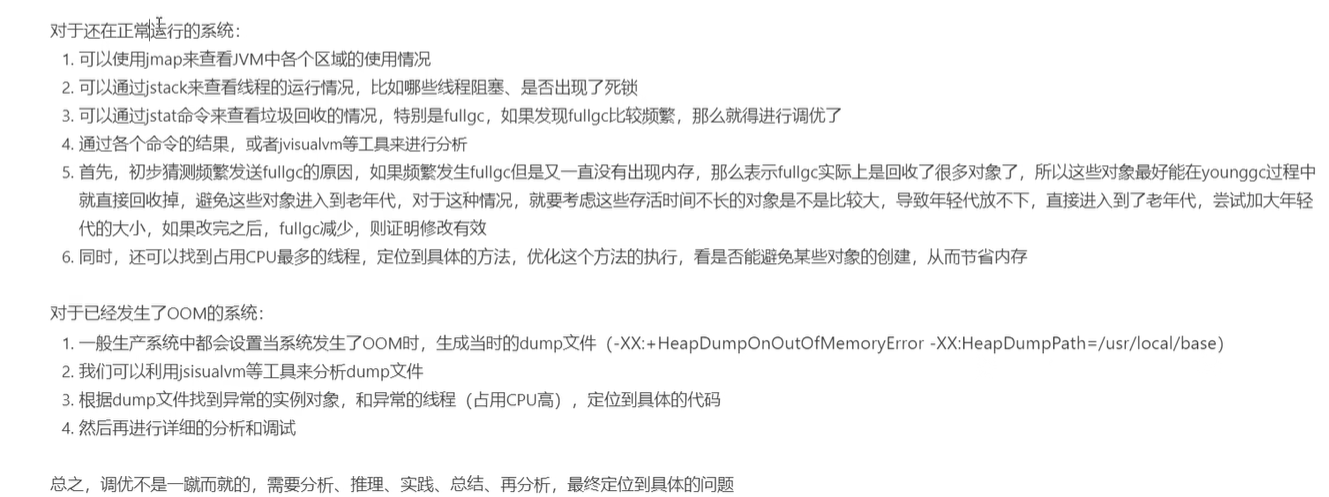 对于还在正常运行的系统：
1. 可以使用jmap来查看JVM中各个区域的使用情况
2. 可以通过jstack来查看线程的运行情况，比如哪些线程阻塞、是否出现了死锁
3. 可以通过jstat命令来查看垃圾回收的情况，特别是fullgc，如果发现fullgc比较频繁，那么就得进行调优了
4. 通过各个命令的结果，或者jvisualvm等工具来进行分析
5. 首先，初步猜测频繁发送fullgc的原因，如果频繁发生fullgc但是又一直没有出现内存，那么表示fullgc实际上是回收了很多对象了，所以这些对象最好能在younggc过程中
就直接回收掉，避免这些对象进入到老年代，对于这种情况，就要考虑这些存活时间不长的对象是不是比较大，导致年轻代放不下，直接进入到了老年代，尝试加大年轻
代的大小，如果改完之后，fullgc减少，则证明修改有效
6. 同时，还可以找到占用CPU最多的线程，定位到具体的方法，优化这个方法的执行，看是否能避免某些对象的创建，从而节省内存
对于已经发生了OOM的系统：
1. 一般生产系统中都会设置当系统发生了OOM时，生成当时的dump文件（-XX:+HeapDumpOnOutOfMemoryError -XX:HeapDumpPath=/usr/local/base）
2. 我们可以利用jsisualvm等工具来分析dump文件
3. 根据dump文件找到异常的实例对象，和异常的线程（占用CPU高），定位到具体的代码
4. 然后再进行详细的分析和调试
总之，调优不是一蹴而就的，需要分析、推理、实践、总结、再分析，最终定位到具体的问题